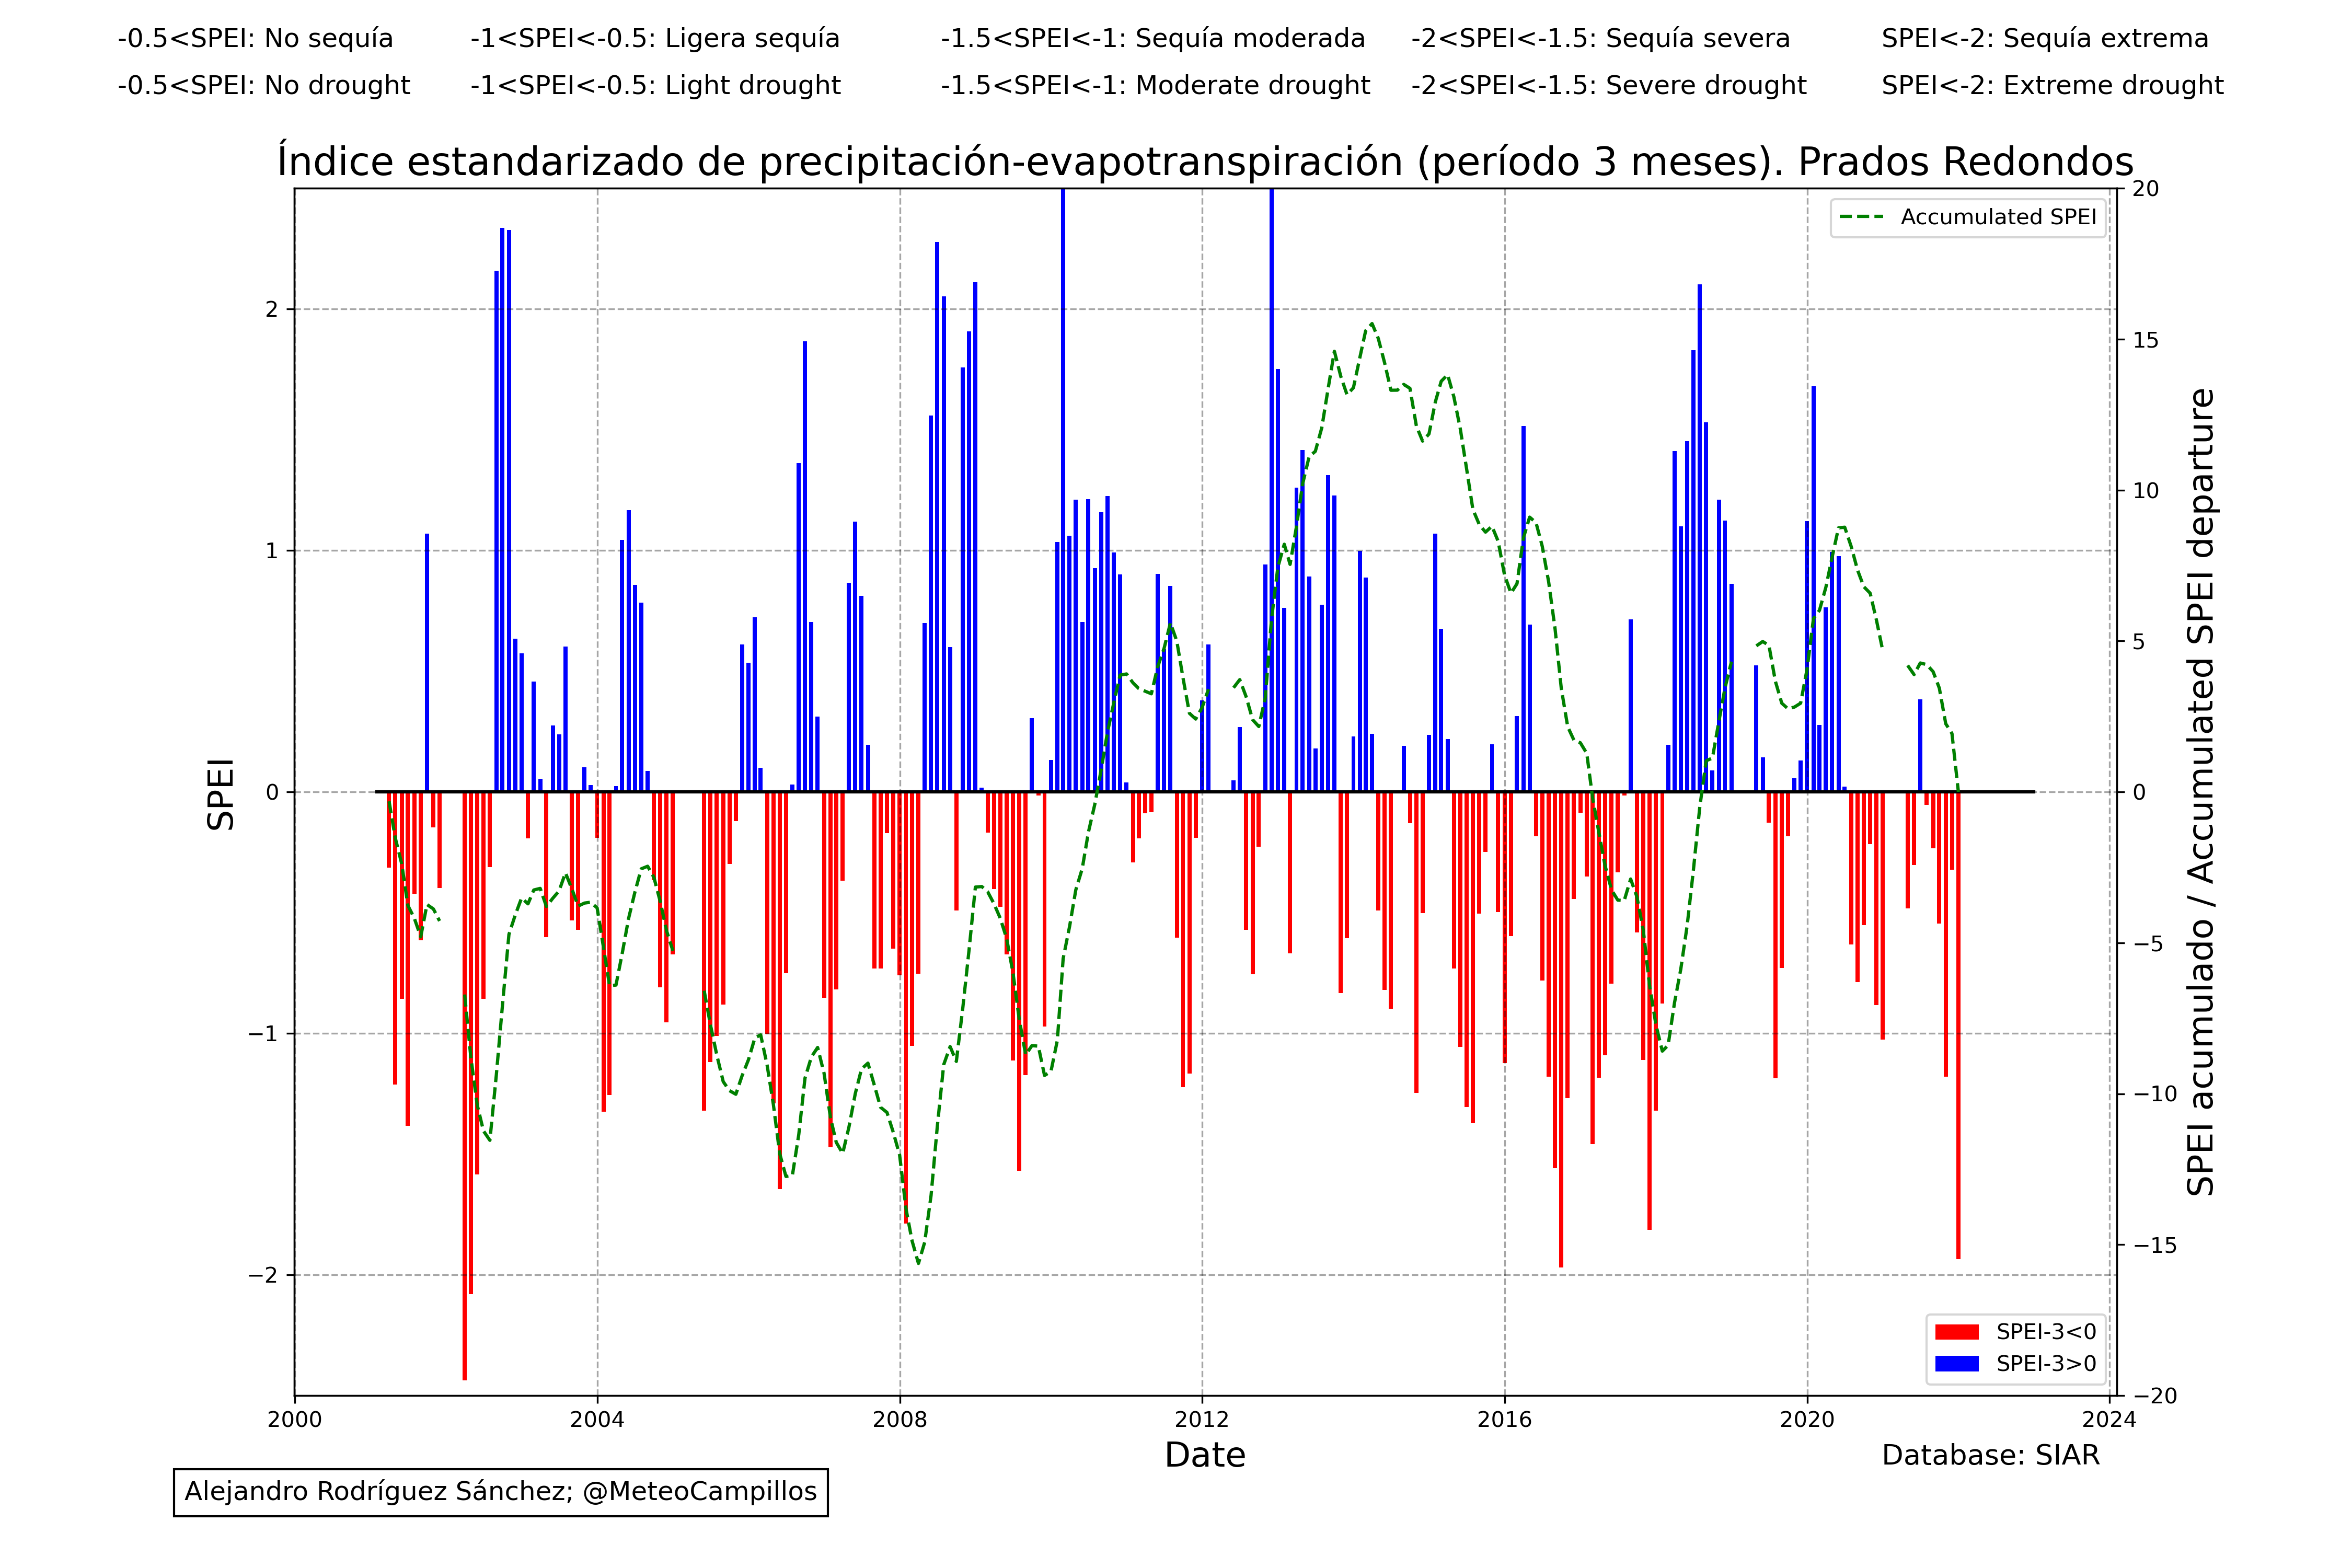 -0.5<SPEI: No sequía -1<SPEI<-0.5: Ligera sequía -1.5<SPEI<-1: Sequía moderada -2<SPEI<-1.5: Sequía severa SPEI<-2: Sequía extrema
-0.5<SPEI: No drought -1<SPEI<-0.5: Light drought -1.5<SPEI<-1: Moderate drought -2<SPEI<-1.5: Severe drought SPEI<-2: Extreme drought
Índice estandarizado de precipitación-evapotranspiración (período 3 meses). Prados Redondos
Accumulated SPEI
SPEI
2
1
0
−1
−2
20
15
10
5
0
−5
−10
−15
−20
SPEI acumulado / Accumulated SPEI departure
SPEI-3<0
SPEI-3>0
2000 2004 2008 2012 2016 2020 2024
Date
Database: SIAR
Alejandro Rodríguez Sánchez; @MeteoCampillos